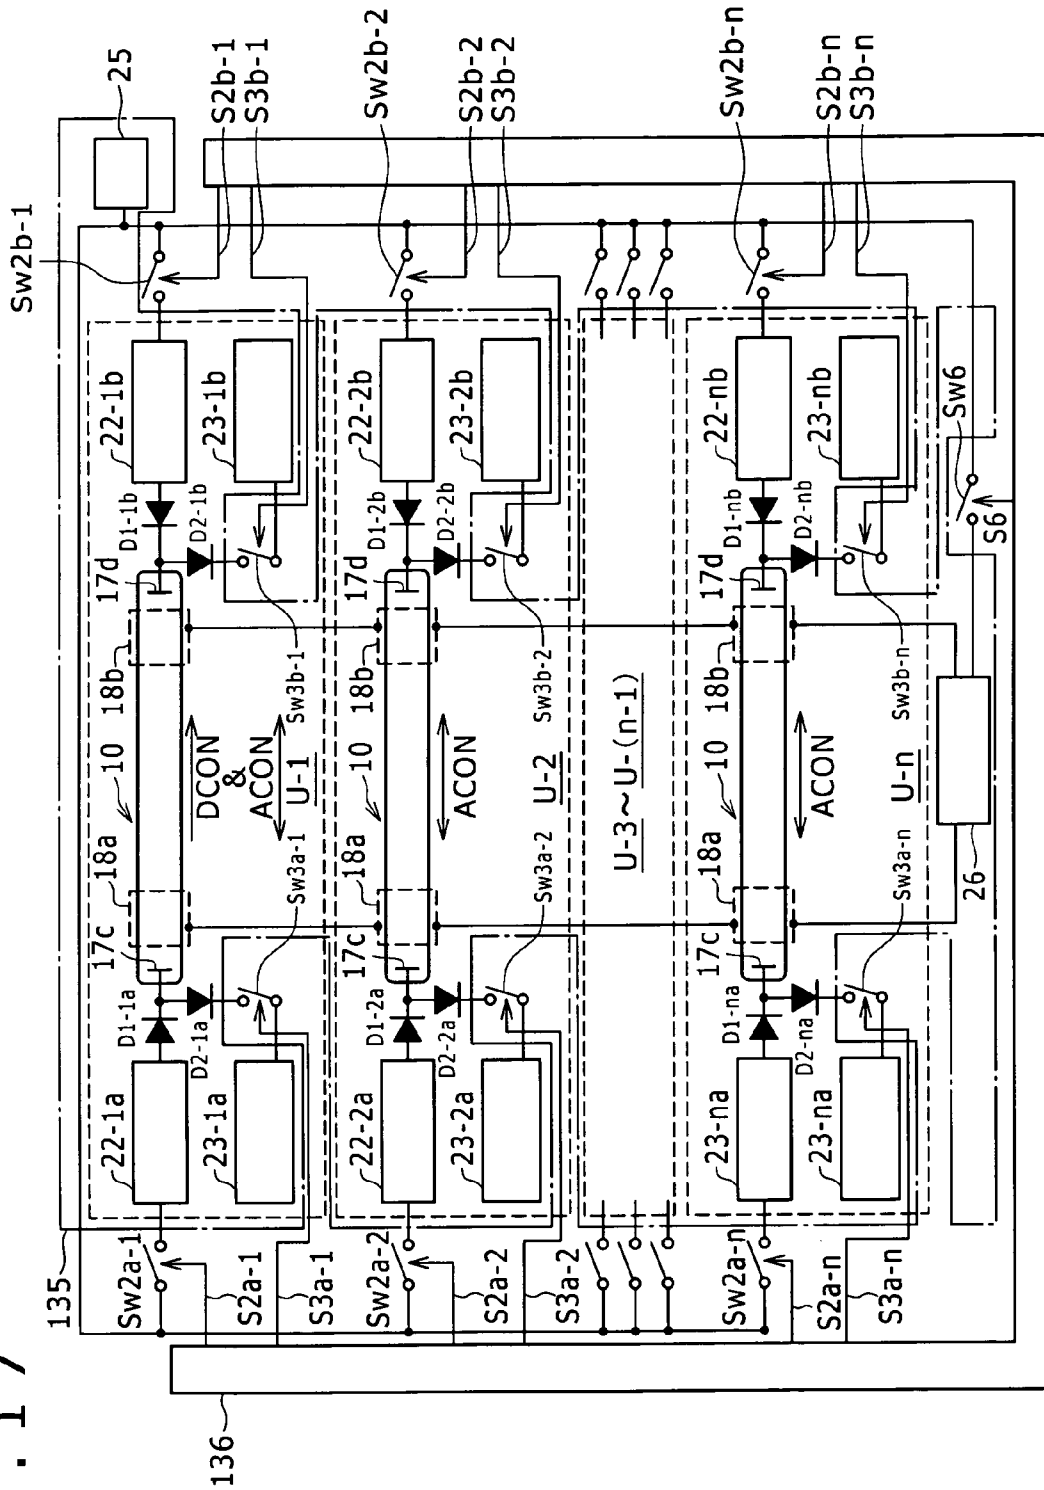 . 17
135
136
25
Sw2b-1
S2b-1
S3b-1
Sw2b-2
S2b-2
S3b-2
Sw2b-n
S2b-n
S3b-n
22-1b
23-1b
D1-1b
D2-1b
17d
18b
Sw3b-1
10
DCON
&
ACON
U-1
18a
17c
Sw3a-1
D1-1a
D2-1a
22-1a
23-1a
Sw2a-1
S2a-1
S3a-1
22-2b
23-2b
D1-2b
D2-2b
17d
18b
Sw3b-2
10
ACON
U-2
18a
17c
Sw3a-2
D1-2a
D2-2a
22-2a
23-2a
Sw2a-2
S2a-2
S3a-2
U-3~U-(n-1)
22-nb
23-nb
D1-nb
D2-nb
17d
18b
Sw3b-n
10
ACON
U-n
18a
17c
Sw3a-n
D1-na
D2-na
23-na
23-na
Sw2a-n
S2a-n
S3a-n
Sw6
S6
26